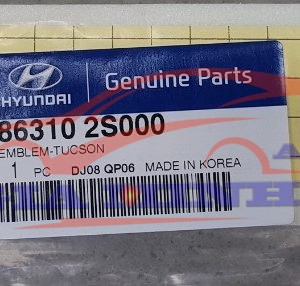 HYUNDAI
Genuine Parts
86310 2S000
EMBLEM-TUCSON
1 PC DJ08 QP06 MADE IN KOREA